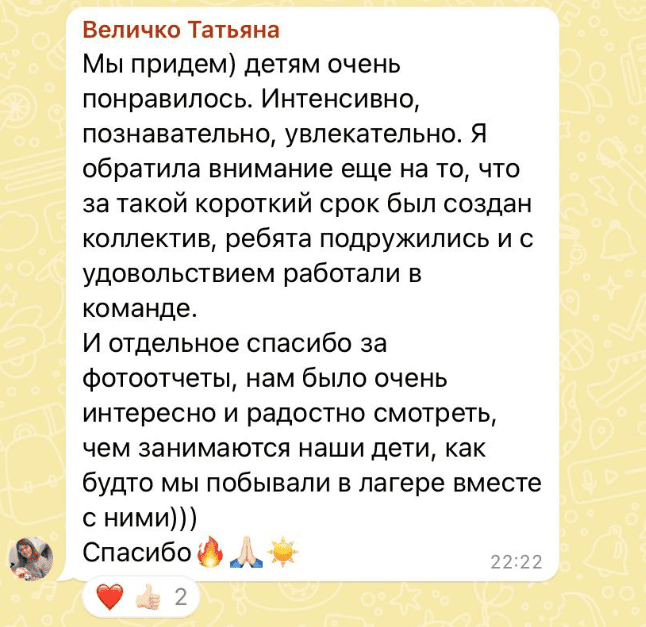 Величко Татьяна
Мы придем) детям очень
понравилось. Интенсивно,
познавательно, увлекательно. Я
обратила внимание еще на то, что
за такой короткий срок был создан
коллектив, ребята подружились и с
удовольствием работали в
команде.
И отдельное спасибо за
фотоотчеты, нам было очень
интересно и радостно смотреть,
чем занимаются наши дети, как
будто мы побывали в лагере вместе
с ними)))
Спасибо🔥🙏🏻☀️
22:22
❤️👍🏻 2